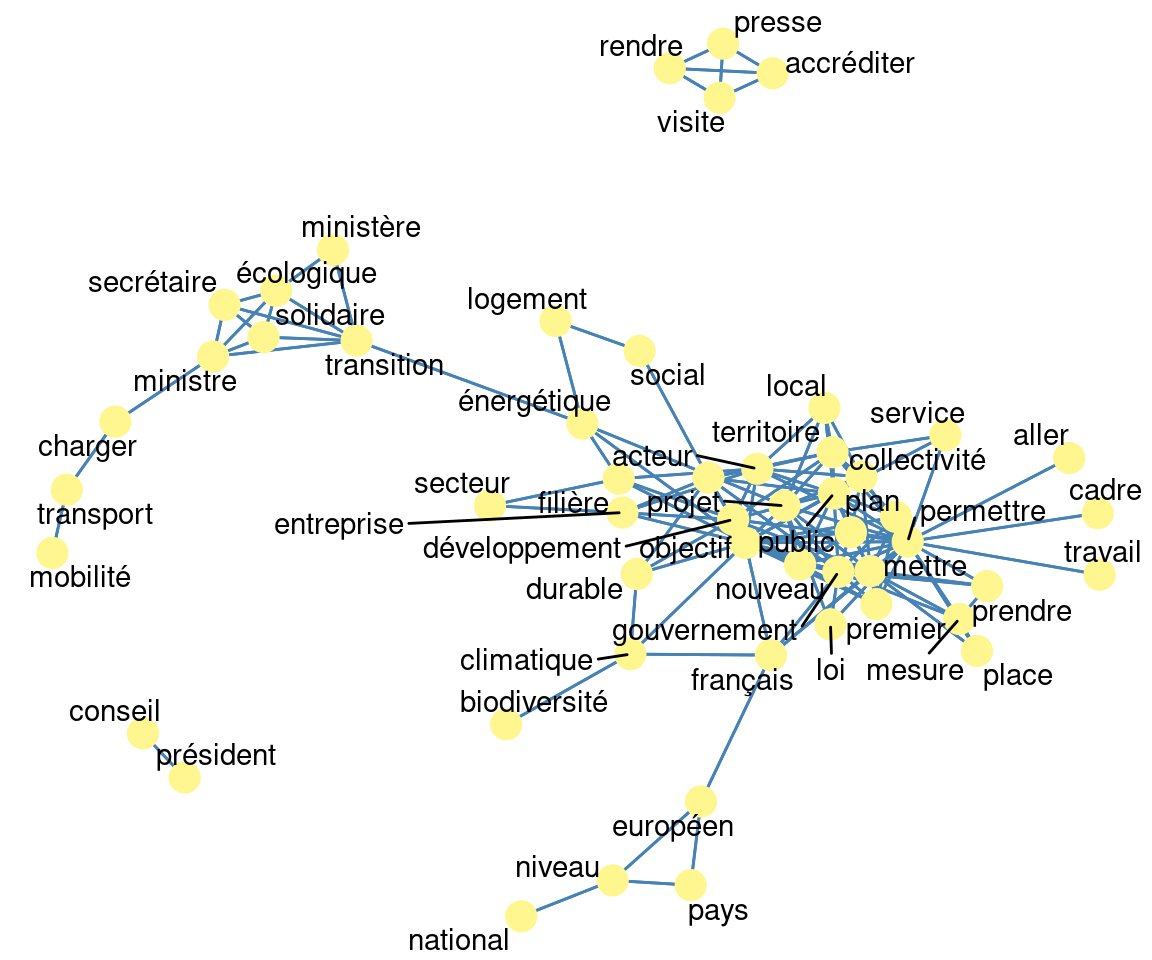 presse
rendre
accréditer
visite
ministère
secrétaire
écologique
solidaire
logement
transition
ministre
social
local
énergétique
service
charger
territoire
aller
acteur
collectivité
secteur
cadre
filière
projet
plan
transport
permettre
entreprise
développement
objectif
public
travail
mobilité
mettre
durable
nouveau
prendre
gouvernement
premier
climatique
loi
mesure
place
français
biodiversité
conseil
président
européen
niveau
pays
national